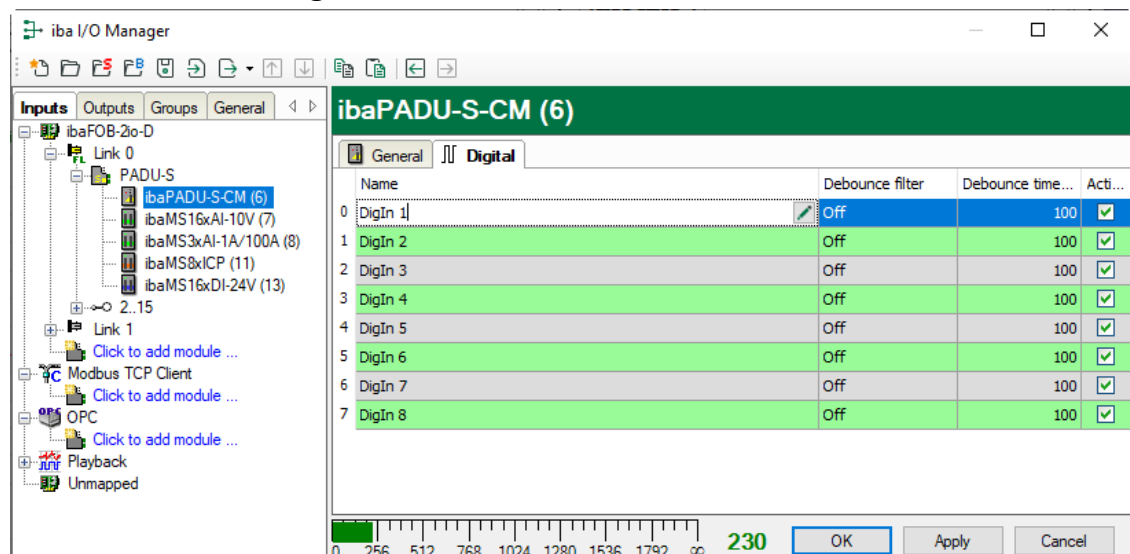 iba I/O Manager
Inputs Outputs Groups General
ibaFOB-2io-D
Link 0
PADU-S
ibaPADU-S-CM (6)
ibaMS16xAI-10V (7)
ibaMS3xAI-1A/100A (8)
ibaMS8xICP (11)
ibaMS16xDI-24V (13)
2..15
Link 1
Click to add module ...
Modbus TCP Client
Click to add module ...
OPC
Click to add module ...
Playback
Unmapped
ibaPADU-S-CM (6)
General Digital
Name Debounce filter Debounce time... Acti...
0 DigIn 1 Off 100
1 DigIn 2 Off 100
2 DigIn 3 Off 100
3 DigIn 4 Off 100
4 DigIn 5 Off 100
5 DigIn 6 Off 100
6 DigIn 7 Off 100
7 DigIn 8 Off 100
0 256 512 768 1024 1280 1536 1792 ∞ 230 OK Apply Cancel